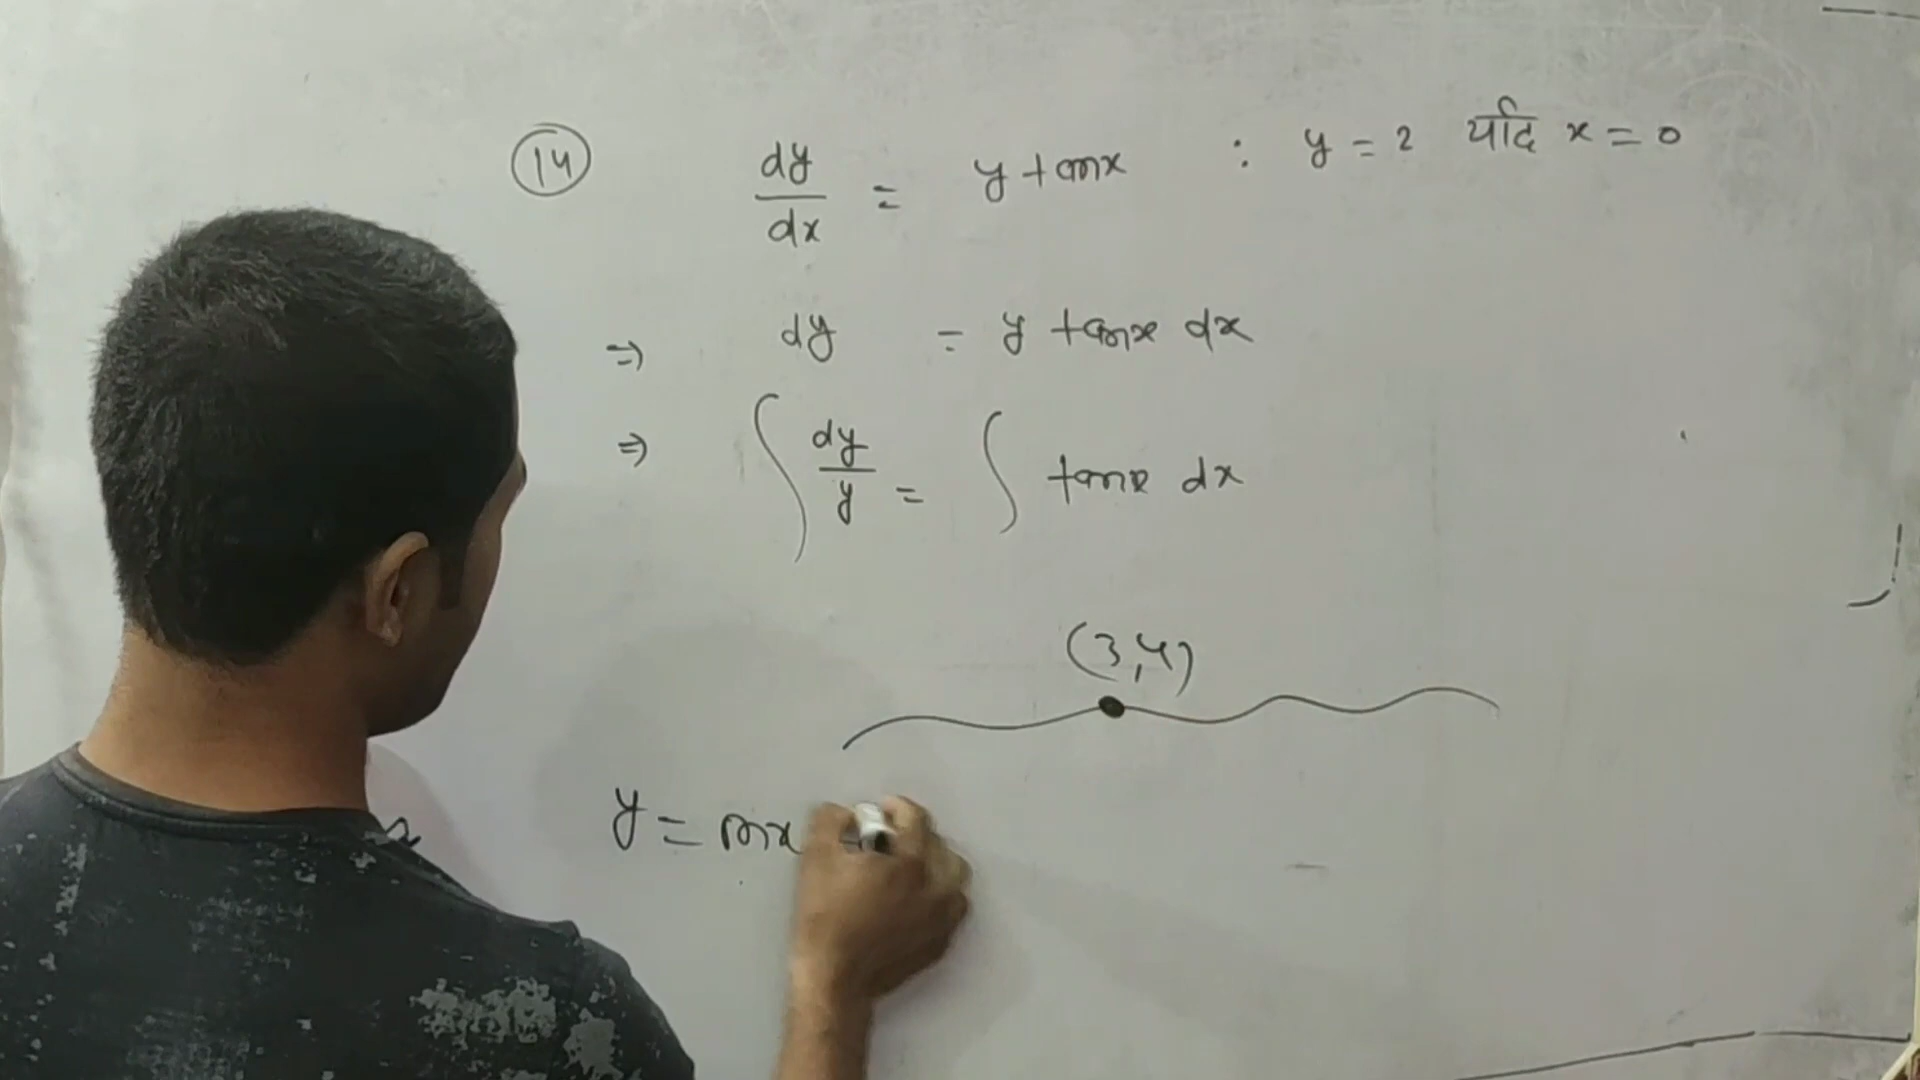 (14) dy/dx = y tanx : y = 2 यदि x = 0
⇒ dy = y tanx dx
⇒ ∫ dy/y = ∫ tanx dx
(3,4)
y = mx